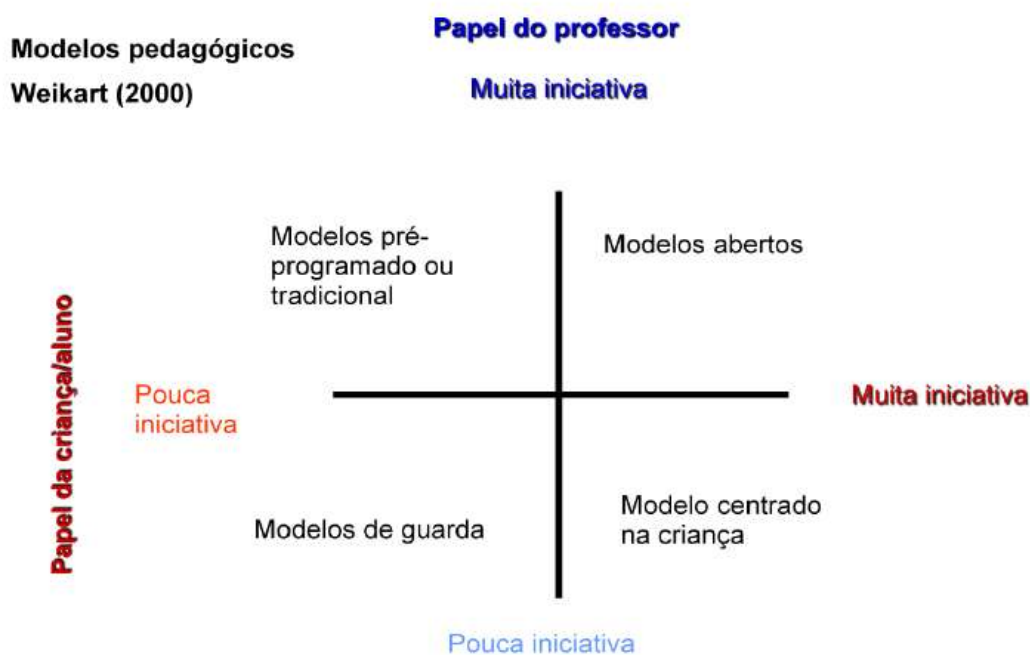 Modelos pedagógicos
Weikart (2000)
Papel do professor
Muita iniciativa
Modelos pré-
programado ou
tradicional
Modelos abertos
Papel da criança/aluno
Pouca
iniciativa
Muita iniciativa
Modelos de guarda
Modelo centrado
na criança
Pouca iniciativa